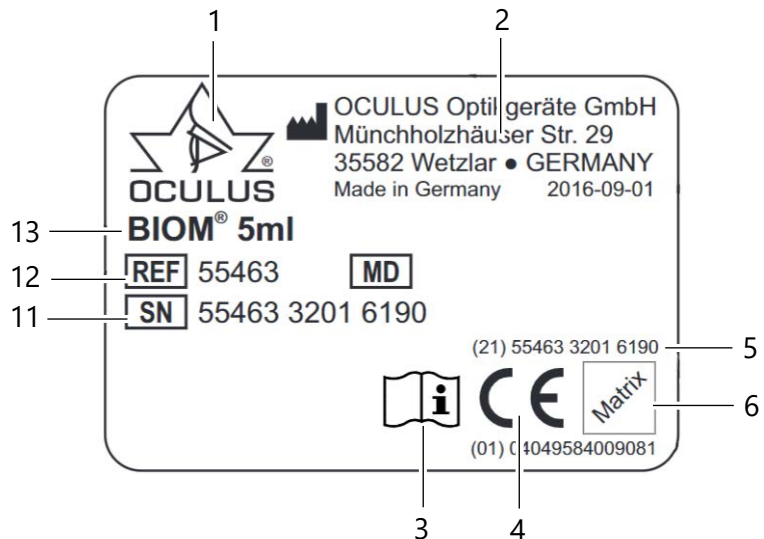 1
2
OCULUS Optikgeräte GmbH
Münchholzhäuser Str. 29
35582 Wetzlar ● GERMANY
Made in Germany 2016-09-01
®
OCULUS
13 BIOM® 5ml
12 REF 55463 MD
11 SN 55463 3201 6190
(21) 55463 3201 6190 5
i CE Matrix 6
(01) 04049584009081
3 4